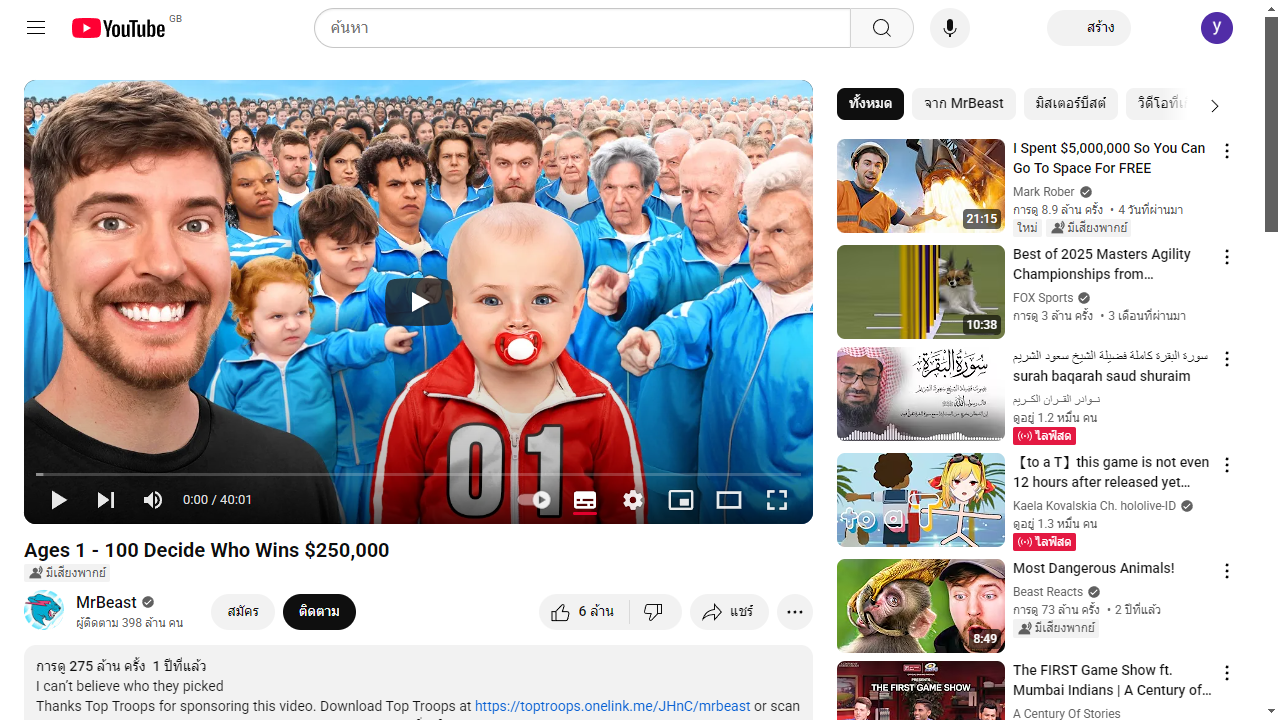 YouTube GB
ค้นหา
สร้าง
y
01
0:00 / 40:01
Ages 1 - 100 Decide Who Wins $250,000
มีเสียงพากย์
MrBeast
ผู้ติดตาม 398 ล้าน คน
สมัคร
ติดตาม
6 ล้าน
แชร์
การดู 275 ล้าน ครั้ง 1 ปีที่แล้ว
I can't believe who they picked
Thanks Top Troops for sponsoring this video. Download Top Troops at https://toptroops.onelink.me/JHnC/mrbeast or scan
ทั้งหมด
จาก MrBeast
มิสเตอร์บีสต์
วิดีโอที่เ
21:15
I Spent $5,000,000 So You Can
Go To Space For FREE
Mark Rober
การดู 8.9 ล้าน ครั้ง • 4 วันที่ผ่านมา
ใหม่ มีเสียงพากย์
10:38
Best of 2025 Masters Agility
Championships from...
FOX Sports
การดู 3 ล้าน ครั้ง • 3 เดือนที่ผ่านมา
سورة البقرة
سورة البقرة كاملة فضيلة الشيخ سعود الشريم
surah baqarah saud shuraim
نــوادر القــران الكــريم
ดูอยู่ 1.2 หมื่น คน
ไลฟ์สด
to a T
【to a T】this game is not even
12 hours after released yet...
Kaela Kovalskia Ch. hololive-ID
ดูอยู่ 1.3 หมื่น คน
ไลฟ์สด
8:49
Most Dangerous Animals!
Beast Reacts
การดู 73 ล้าน ครั้ง • 2 ปีที่แล้ว
มีเสียงพากย์
PRESENTS:
THE FIRST GAME SHOW
The FIRST Game Show ft.
Mumbai Indians | A Century of...
A Century Of Stories